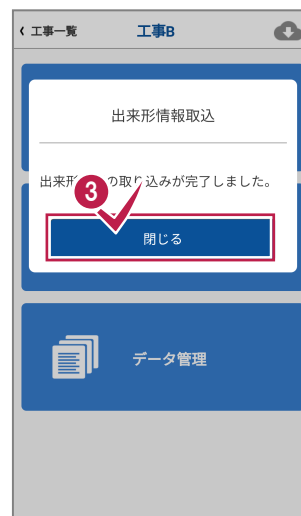 ‹ 工事一覧 工事B
出来形情報取込
出来形 の取り込みが完了しました。
3
閉じる
データ管理